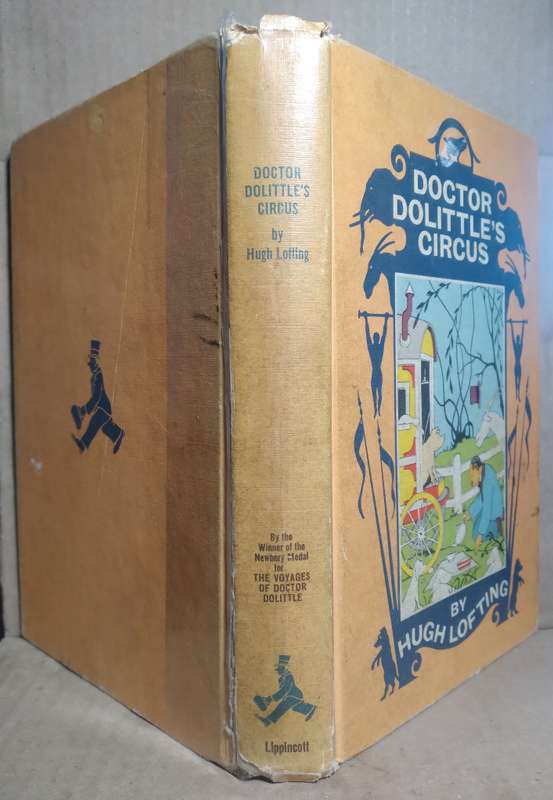 DOCTOR
DOLITTLE'S
CIRCUS
by
Hugh Lofting
By the
Winner of the
Newbery Medal
for
THE VOYAGES
OF DOCTOR
DOLITTLE
Lippincott
DOCTOR
DOLITTLE'S
CIRCUS
BY
HUGH LOFTING